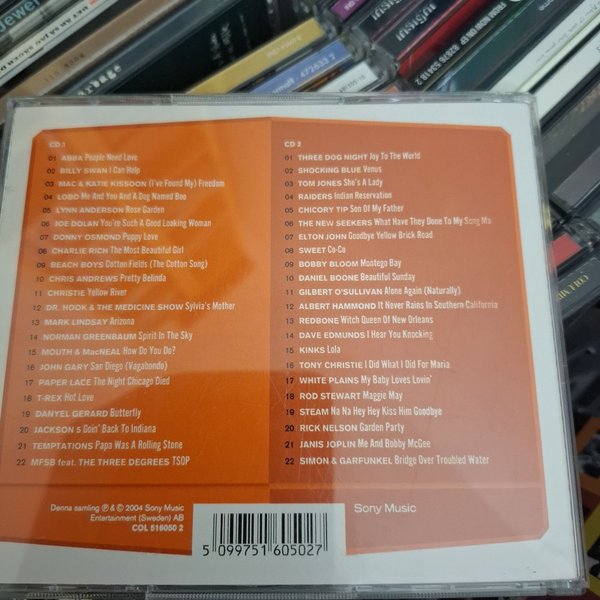 Jewel
472633 2
FROM NOW ON EP 82876 53418 2
CD 1
01 ABBA People Need Love
02 BILLY SWAN I Can Help
03 MAC & KATIE KISSOON (I've Found My) Freedom
04 LOBO Me And You And A Dog Named Boo
05 LYNN ANDERSON Rose Garden
06 JOE DOLAN You're Such A Good Looking Woman
07 DONNY OSMOND Puppy Love
08 CHARLIE RICH The Most Beautiful Girl
09 BEACH BOYS Cotton Fields (The Cotton Song)
10 CHRIS ANDREWS Pretty Belinda
11 CHRISTIE Yellow River
12 DR. HOOK & THE MEDICINE SHOW Sylvia's Mother
13 MARK LINDSAY Arizona
14 NORMAN GREENBAUM Spirit In The Sky
15 MOUTH & MacNEAL How Do You Do?
16 JOHN GARY San Diego (Vagabondo)
17 PAPER LACE The Night Chicago Died
18 T-REX Hot Love
19 DANYEL GERARD Butterfly
20 JACKSON 5 Goin' Back To Indiana
21 TEMPTATIONS Papa Was A Rolling Stone
22 MFSB feat. THE THREE DEGREES TSOP
CD 2
01 THREE DOG NIGHT Joy To The World
02 SHOCKING BLUE Venus
03 TOM JONES She's A Lady
04 RAIDERS Indian Reservation
05 CHICORY TIP Son Of My Father
06 THE NEW SEEKERS What Have They Done To My Song Ma
07 ELTON JOHN Goodbye Yellow Brick Road
08 SWEET Co-Co
09 BOBBY BLOOM Montego Bay
10 DANIEL BOONE Beautiful Sunday
11 GILBERT O'SULLIVAN Alone Again (Naturally)
12 ALBERT HAMMOND It Never Rains In Southern California
13 REDBONE Witch Queen Of New Orleans
14 DAVE EDMUNDS I Hear You Knocking
15 KINKS Lola
16 TONY CHRISTIE I Did What I Did For Maria
17 WHITE PLAINS My Baby Loves Lovin'
18 ROD STEWART Maggie May
19 STEAM Na Na Hey Hey Kiss Him Goodbye
20 RICK NELSON Garden Party
21 JANIS JOPLIN Me And Bobby McGee
22 SIMON & GARFUNKEL Bridge Over Troubled Water
Denna samling ℗ & © 2004 Sony Music
Entertainment (Sweden) AB
COL 516050 2
Sony Music
5 099751 605027